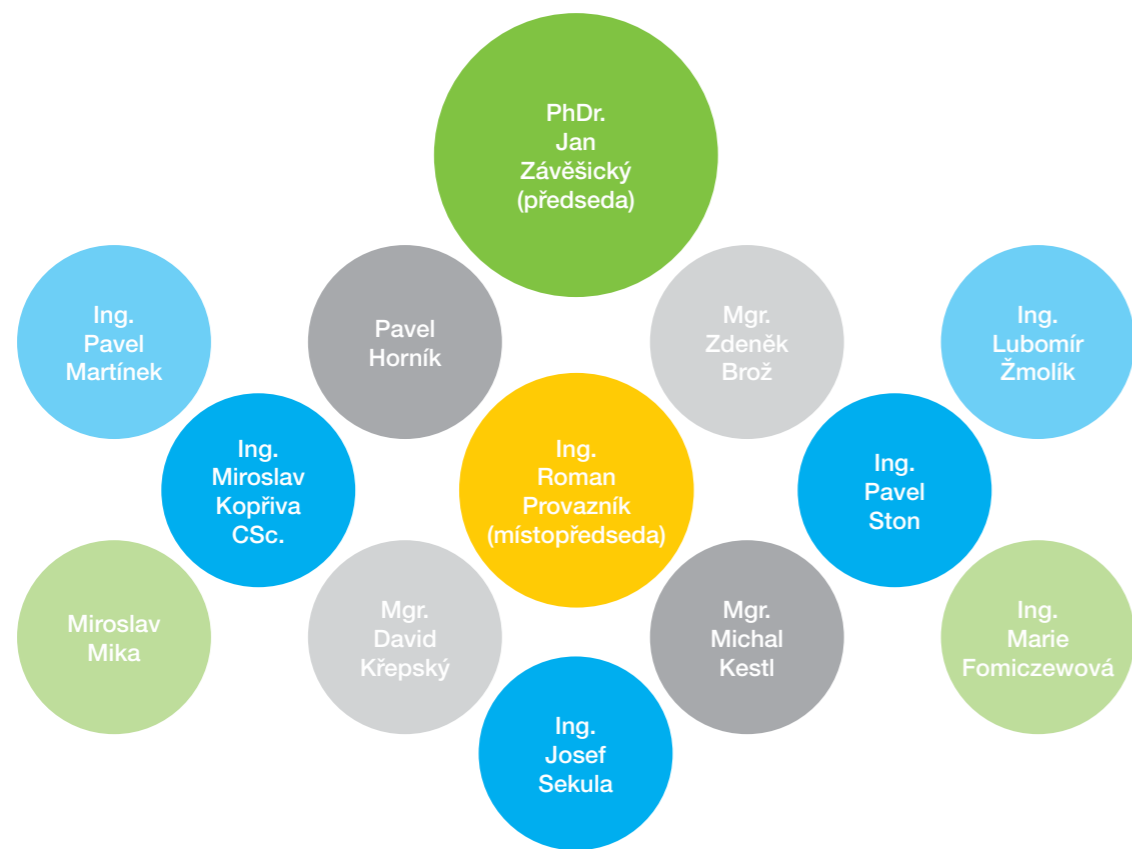 PhDr.
Jan
Závěšický
(předseda)
Ing.
Pavel
Martínek
Pavel
Horník
Mgr.
Zdeněk
Brož
Ing.
Lubomír
Žmolík
Ing.
Miroslav
Kopřiva
CSc.
Ing.
Roman
Provazník
(místopředseda)
Ing.
Pavel
Ston
Miroslav
Mika
Mgr.
David
Křepský
Mgr.
Michal
Kestl
Ing.
Marie
Fomiczewová
Ing.
Josef
Sekula